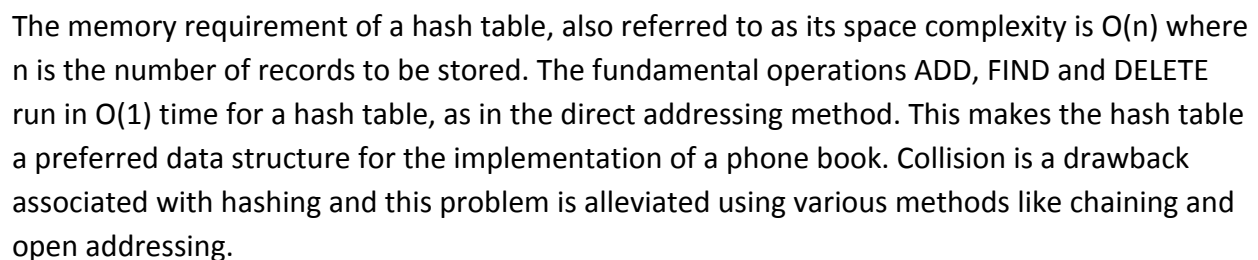 The memory requirement of a hash table, also referred to as its space complexity is O(n) where
n is the number of records to be stored. The fundamental operations ADD, FIND and DELETE
run in O(1) time for a hash table, as in the direct addressing method. This makes the hash table
a preferred data structure for the implementation of a phone book. Collision is a drawback
associated with hashing and this problem is alleviated using various methods like chaining and
open addressing.